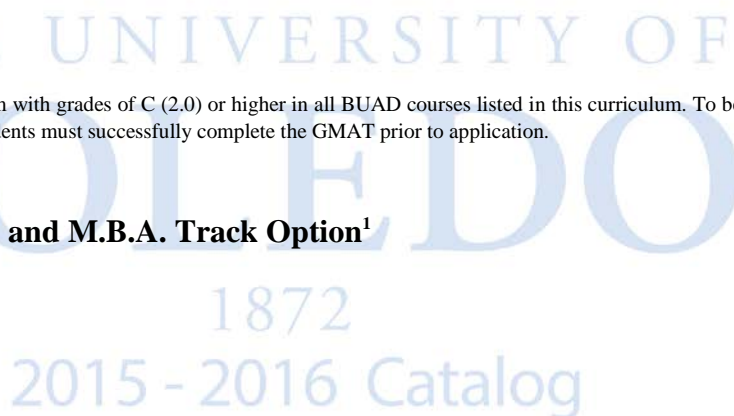 UNIVERSITY OF
n with grades of C (2.0) or higher in all BUAD courses listed in this curriculum. To be
ents must successfully complete the GMAT prior to application.
OLEDO
and M.B.A. Track Option1
1872
2015 - 2016 Catalog